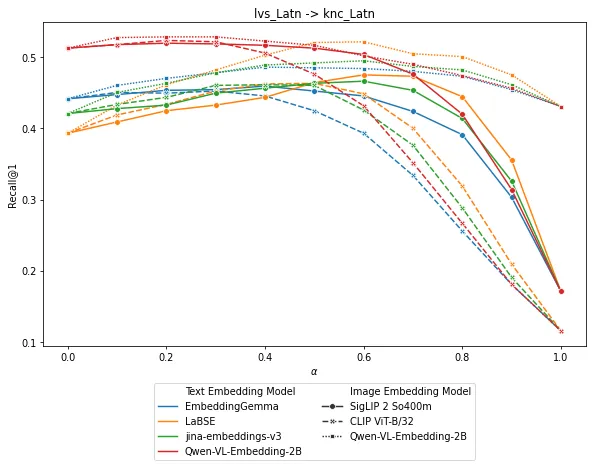 lvs_Latn -> knc_Latn
Recall@1
0.5
0.4
0.3
0.2
0.1
0.0 0.2 0.4 0.6 0.8 1.0
α
Text Embedding Model Image Embedding Model
EmbeddingGemma SigLIP 2 So400m
LaBSE CLIP ViT-B/32
jina-embeddings-v3 Qwen-VL-Embedding-2B
Qwen-VL-Embedding-2B